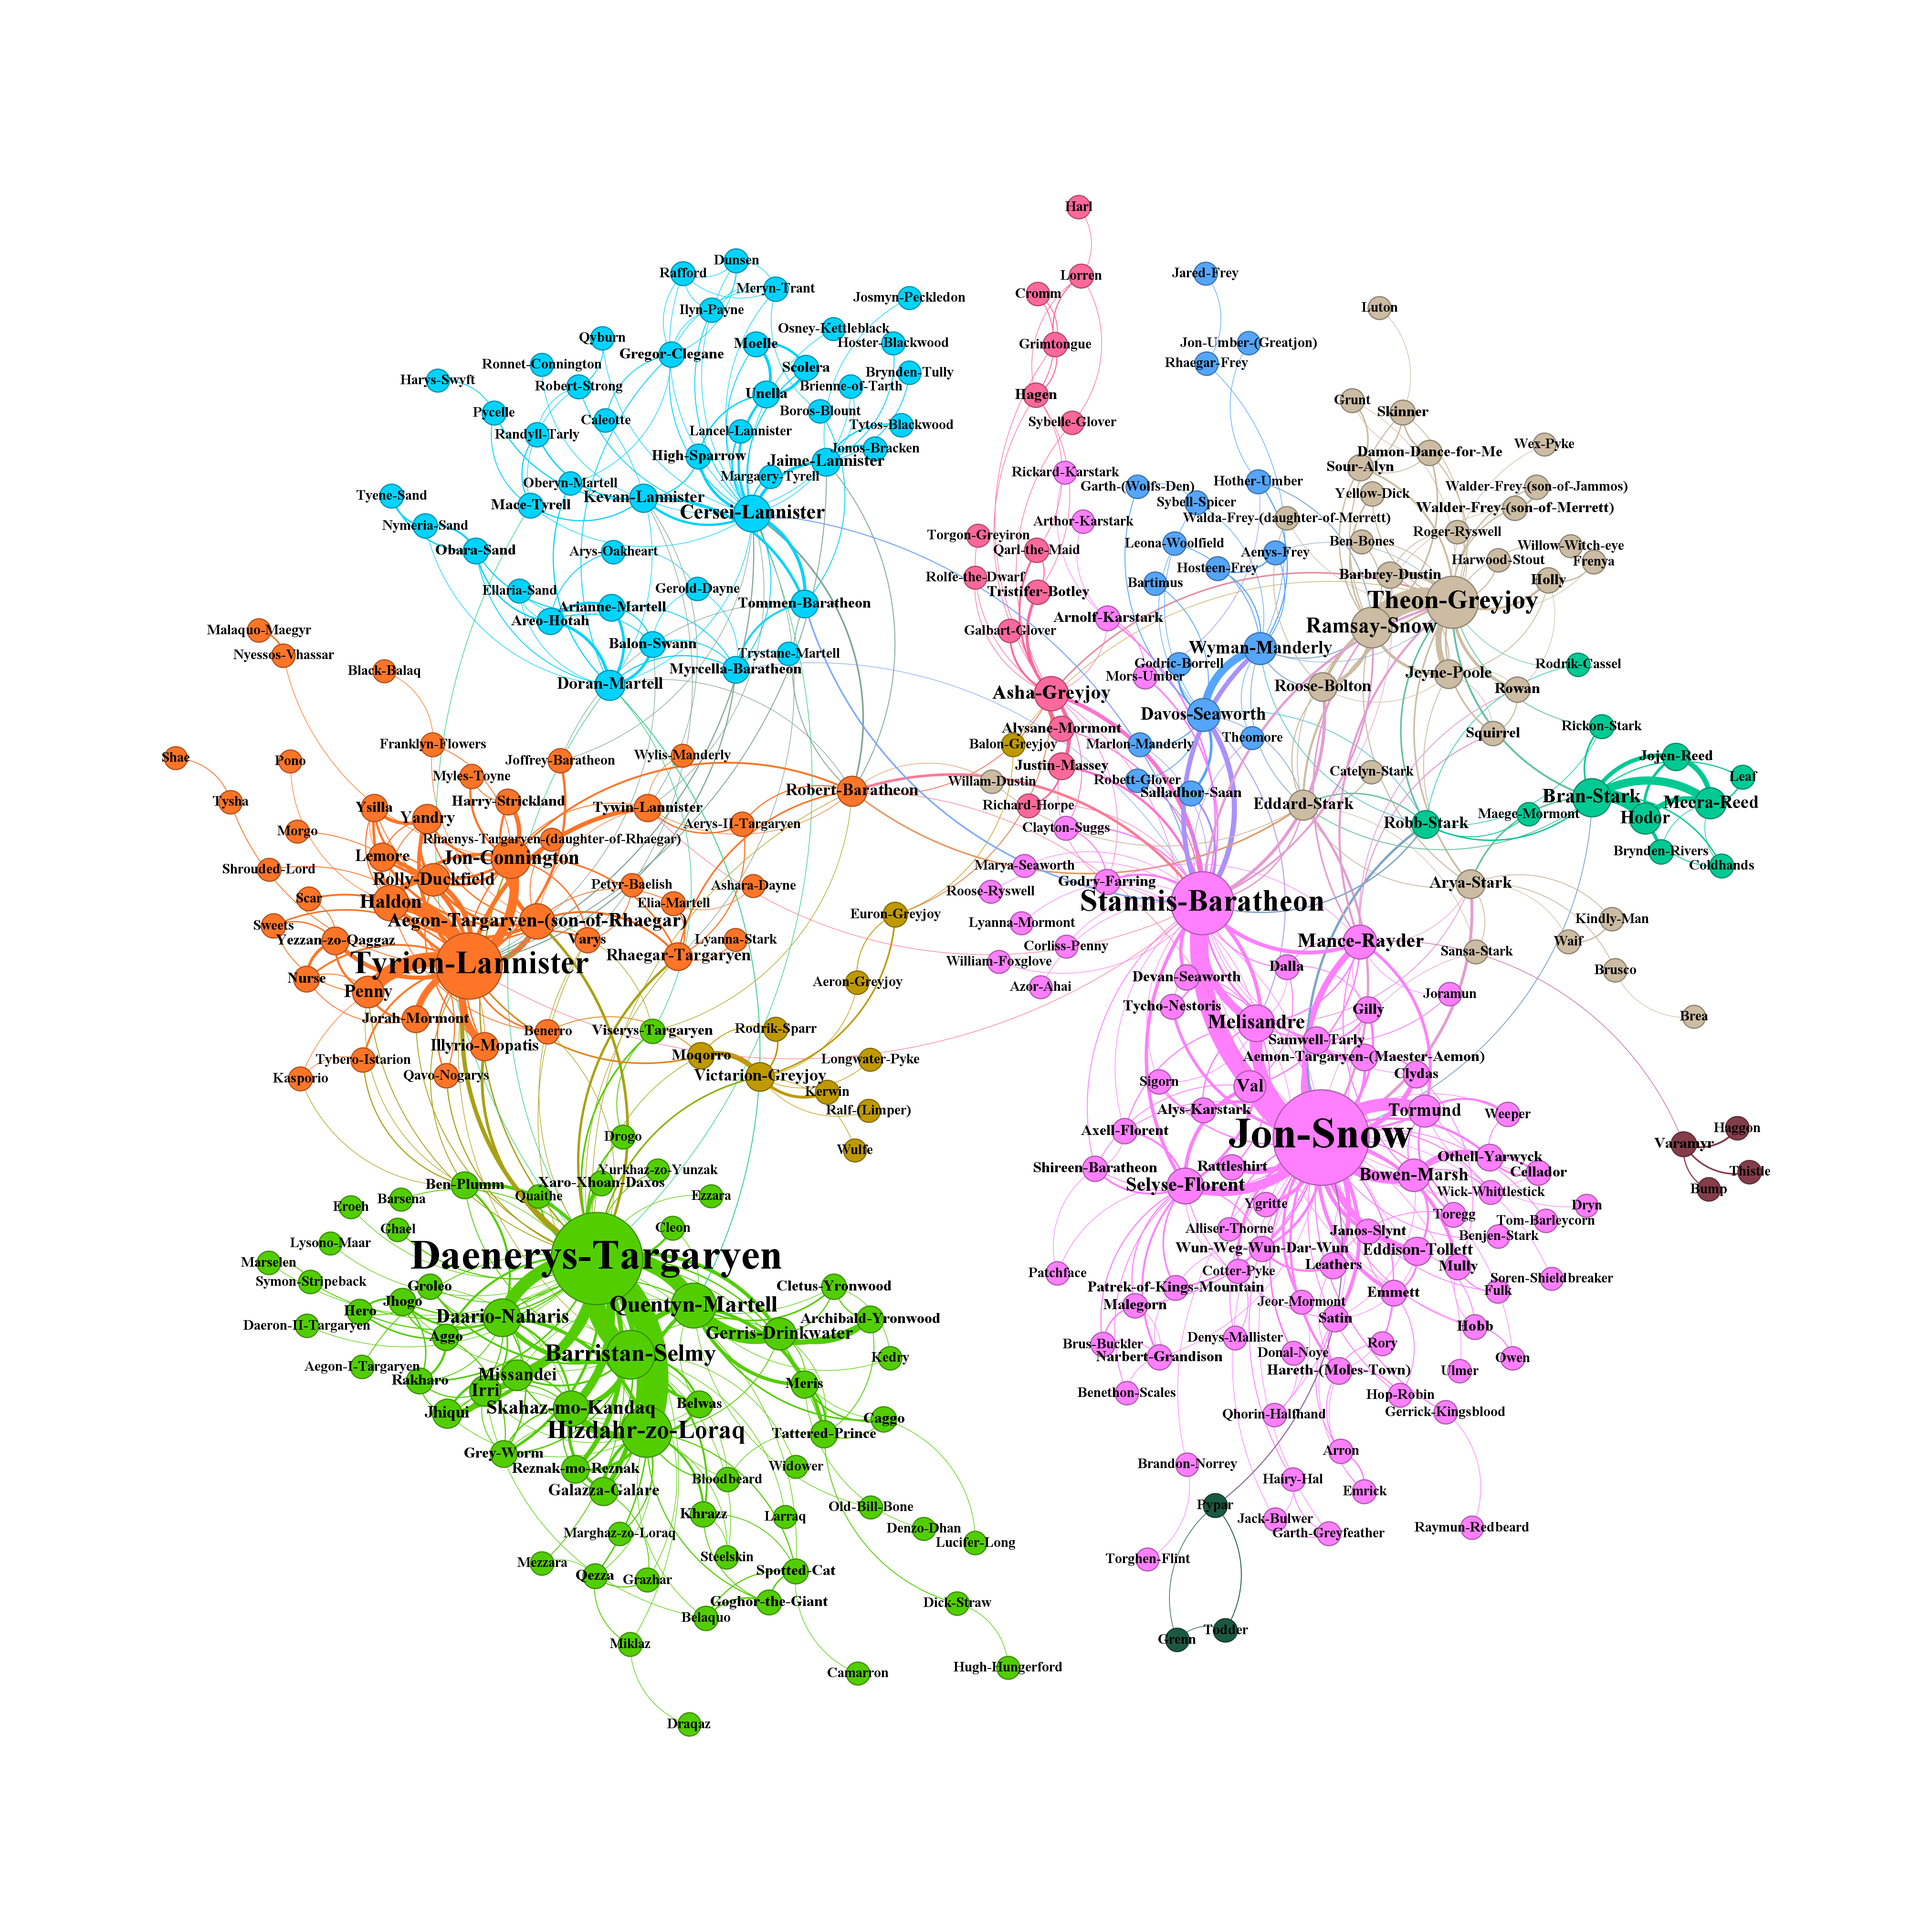 Harl
Dunsen
Rafford
Meryn-Trant
Jared-Frey
Lorren
Cromm
Josmyn-Peckledon
Ilyn-Payne
Luton
Osney-Kettleblack
Qyburn
Moelle
Hoster-Blackwood
Grimtongue
Jon-Umber-(Greatjon)
Gregor-Clegane
Ronnet-Connington
Rhaegar-Frey
Scolera
Brynden-Tully
Harys-Swyft
Robert-Strong
Brienne-of-Tarth
Unella
Hagen
Grunt
Pycelle
Boros-Blount
Skinner
Caleotte
Sybelle-Glover
Tytos-Blackwood
Randyll-Tarly
Lancel-Lannister
Wex-Pyke
Jonos-Bracken
Damon-Dance-for-Me
High-Sparrow
Jaime-Lannister
Sour-Alyn
Rickard-Karstark
Margaery-Tyrell
Oberyn-Martell
Hother-Umber
Garth-(Wolfs-Den)
Walder-Frey-(son-of-Jammos)
Tyene-Sand
Kevan-Lannister
Yellow-Dick
Mace-Tyrell
Sybell-Spicer
Walder-Frey-(son-of-Merrett)
Cersei-Lannister
Walda-Frey-(daughter-of-Merrett)
Arthur-Karstark
Nymeria-Sand
Roger-Ryswell
Torgon-Greyiron
Ben-Bones
Leona-Woolfield
Willow-Witch-eye
Obara-Sand
Arys-Oakheart
Qarl-the-Maid
Aenys-Frey
Harwood-Stout
Frenya
Hosteen-Frey
Rolfe-the-Dwarf
Barbrey-Dustin
Holly
Bartimus
Ellaria-Sand
Gerold-Dayne
Tristifer-Botley
Theon-Greyjoy
Arianne-Martell
Tommen-Baratheon
Arnolf-Karstark
Areo-Hotah
Ramsay-Snow
Malaquo-Maegyr
Galbart-Glover
Balon-Swann
Wyman-Manderly
Nyessos-Vhassar
Trystane-Martell
Godric-Borrell
Rodrik-Cassel
Myrcella-Baratheon
Black-Balaq
Mors-Umber
Jeyne-Poole
Doran-Martell
Roose-Bolton
Rowan
Asha-Greyjoy
Davos-Seaworth
Rickon-Stark
Alysane-Mormont
Squirrel
Franklyn-Flowers
Balon-Greyjoy
Marlon-Manderly
Theomore
Shae
Wylis-Manderly
Jojen-Reed
Pono
Joffrey-Baratheon
Justin-Massey
Catelyn-Stark
Myles-Toyne
Willam-Dustin
Robett-Glover
Leaf
Robert-Baratheon
Salladhor-Saan
Bran-Stark
Tysha
Harry-Strickland
Richard-Horpe
Eddard-Stark
Meera-Reed
Ysilla
Tywin-Lannister
Maege-Mormont
Yandry
Hodor
Robb-Stark
Aerys-II-Targaryen
Clayton-Suggs
Morgo
Rhaenys-Targaryen-(daughter-of-Rhaegar)
Brynden-Rivers
Lemore
Jon-Connington
Marya-Seaworth
Coldhands
Shrouded-Lord
Rolly-Duckfield
Petyr-Baelish
Ashara-Dayne
Godry-Farring
Arya-Stark
Roose-Ryswell
Scar
Haldon
Elia-Martell
Stannis-Baratheon
Euron-Greyjoy
Kindly-Man
Aegon-Targaryen-(son-of-Rhaegar)
Lyanna-Mormont
Sweets
Yezzan-zo-Qaggaz
Varys
Lyanna-Stark
Mance-Rayder
Waif
Corliss-Penny
Rhaegar-Targaryen
Sansa-Stark
Tyrion-Lannister
William-Foxglove
Dalla
Brusco
Nurse
Devan-Seaworth
Aeron-Greyjoy
Penny
Azor-Ahai
Joramun
Tycho-Nestoris
Gilly
Jorah-Mormont
Brea
Melisandre
Benerro
Viserys-Targaryen
Rodrik-Sparr
Samwell-Tarly
Illyrio-Mopatis
Moqorro
Aemon-Targaryen-(Maester-Aemon)
Tybero-Istarion
Longwater-Pyke
Clydas
Kasporio
Qavo-Nogarys
Victarion-Greyjoy
Sigorn
Val
Kerwin
Ralf-(Limper)
Alys-Karstark
Tormund
Weeper
Haggon
Axell-Florent
Jon-Snow
Drogo
Varamyr
Wulfe
Othell-Yarwyck
Shireen-Baratheon
Rattleshirt
Thistle
Yurkhaz-zo-Yunzak
Bowen-Marsh
Cellador
Ben-Plumm
Xaro-Xhoan-Daxos
Selyse-Florent
Bump
Barsena
Quaithe
Ezzara
Wick-Whittlestick
Eroeh
Ygritte
Dryn
Toregg
Ghael
Cleon
Alliser-Thorne
Janos-Slynt
Tom-Barleycorn
Benjen-Stark
Lysono-Maar
Wun-Weg-Wun-Dar-Wun
Eddison-Tollett
Daenerys-Targaryen
Marselen
Cotter-Pyke
Leathers
Mully
Patchface
Symon-Stripeback
Groleo
Cletus-Yronwood
Patrek-of-Kings-Mountain
Soren-Shieldbreaker
Fulk
Jhogo
Emmett
Quentyn-Martell
Malegorn
Jeor-Mormont
Hero
Daario-Naharis
Archibald-Yronwood
Satin
Daeron-II-Targaryen
Gerris-Drinkwater
Hobb
Aggo
Denys-Mallister
Brus-Buckler
Rory
Barristan-Selmy
Donal-Noye
Kedry
Narbert-Grandison
Owen
Aegon-I-Targaryen
Missandei
Hareth-(Moles-Town)
Ulmer
Rakharo
Irri
Meris
Benethon-Scales
Hop-Robin
Jhiqui
Skahaz-mo-Kandaq
Belwas
Qhorin-Halfhand
Gerrick-Kingsblood
Caggo
Hizdahr-zo-Loraq
Tattered-Prince
Grey-Worm
Arron
Reznak-mo-Reznak
Widower
Brandon-Norrey
Bloodbeard
Hairy-Hal
Galazza-Galare
Emrick
Old-Bill-Bone
Pypar
Khrazz
Larraq
Jack-Bulwer
Denzo-Dhan
Raymun-Redbeard
Marghaz-zo-Loraq
Garth-Greyfeather
Lucifer-Long
Steelskin
Torghen-Flint
Mezzara
Spotted-Cat
Qezza
Grazhar
Goghor-the-Giant
Dick-Straw
Belaquo
Todder
Grenn
Miklaz
Hugh-Hungerford
Camarron
Draqaz